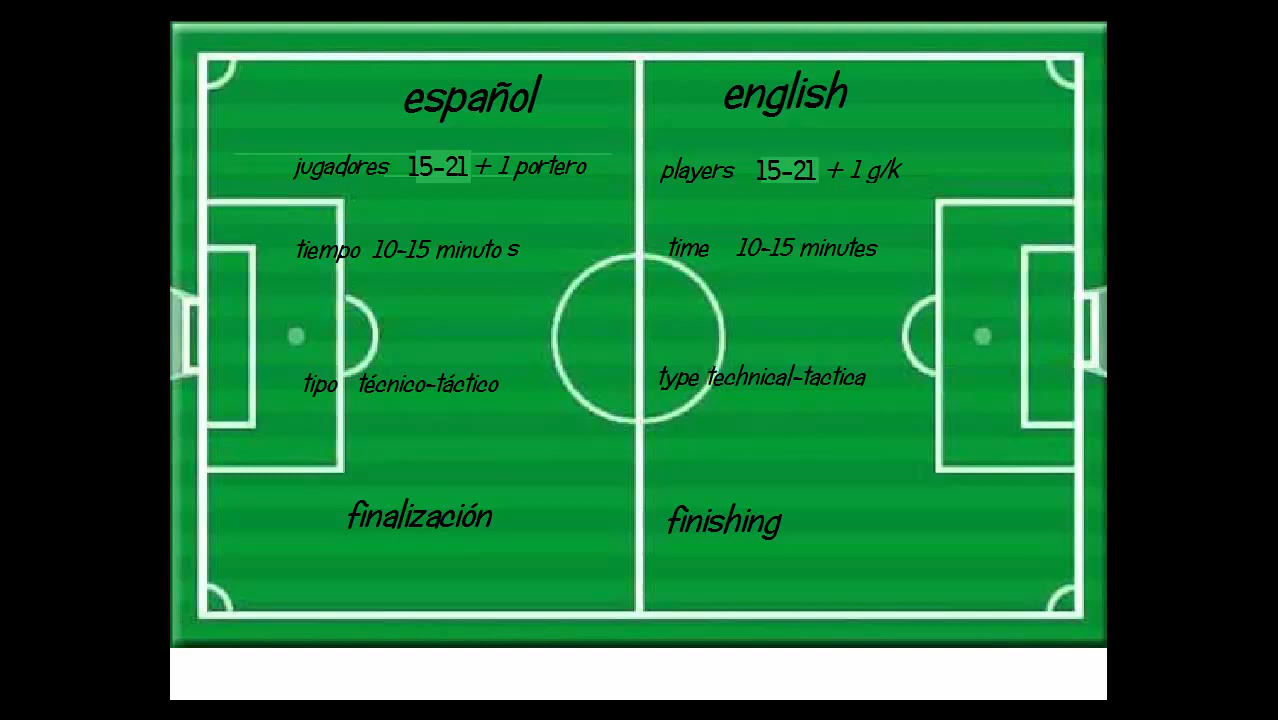 español
jugadores 15-21 + 1 portero
tiempo 10-15 minuto s
tipo técnico-táctico
finalización
english
players 15-21 + 1 g/k
time 10-15 minutes
type technical-tactica
finishing